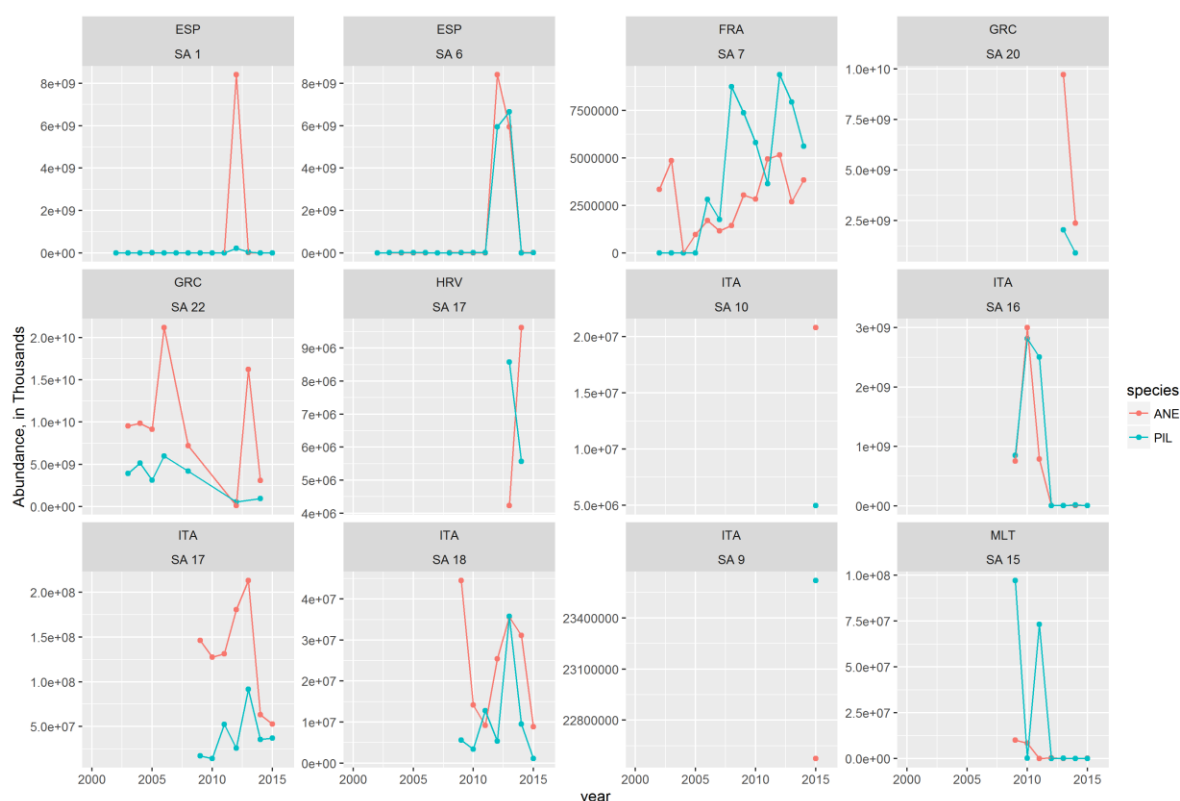 ESP
SA 1
ESP
SA 6
FRA
SA 7
GRC
SA 20
8e+09
6e+09
4e+09
2e+09
0e+00
8e+09
6e+09
4e+09
2e+09
0e+00
7500000
5000000
2500000
0
1.0e+10
7.5e+09
5.0e+09
2.5e+09
GRC
SA 22
HRV
SA 17
ITA
SA 10
ITA
SA 16
2.0e+10
1.5e+10
1.0e+10
5.0e+09
0.0e+00
9e+06
8e+06
7e+06
6e+06
5e+06
4e+06
2.0e+07
1.5e+07
1.0e+07
5.0e+06
3e+09
2e+09
1e+09
0e+00
ITA
SA 17
ITA
SA 18
ITA
SA 9
MLT
SA 15
2.0e+08
1.5e+08
1.0e+08
5.0e+07
4e+07
3e+07
2e+07
1e+07
0e+00
23400000
23100000
22800000
1.0e+08
7.5e+07
5.0e+07
2.5e+07
0.0e+00
2000 2005 2010 2015
2000 2005 2010 2015
2000 2005 2010 2015
2000 2005 2010 2015
year
Abundance, in Thousands
species
ANE
PIL